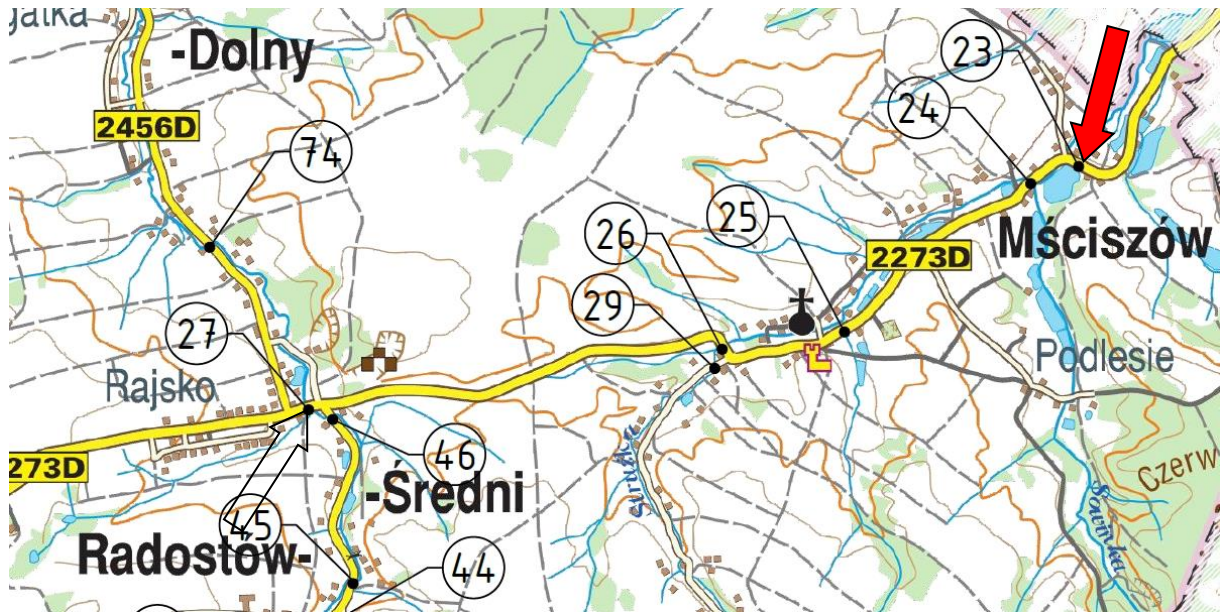 gatka
-Dolny
23
24
2456D
74
25
26
Mściszów
2273D
29
27
Podlesie
Rajsko
46
Czerw
273D
-Średni
45
Radostów-
44